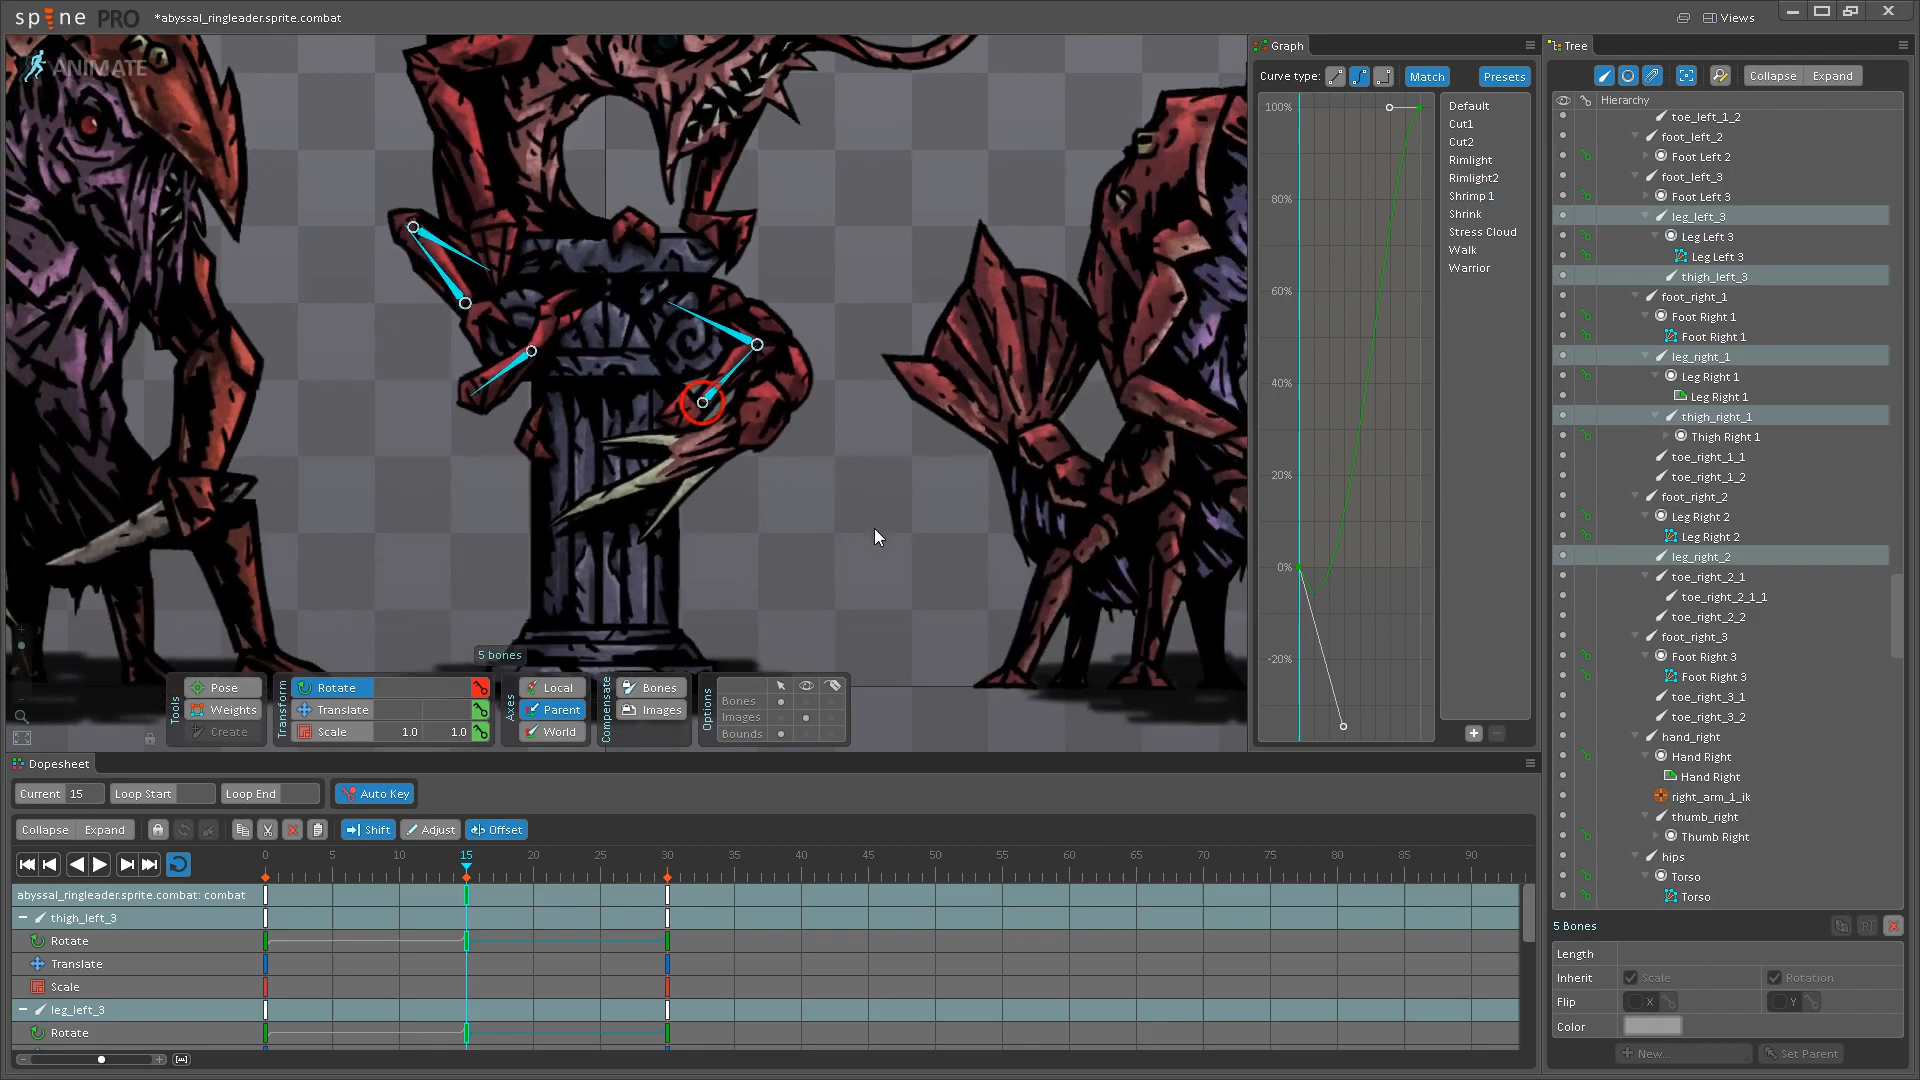 spine PRO *abyssal_ringleader.sprite.combat
Views
ANIMATE
Graph
Tree
Curve type:
Match
Presets
Collapse
Expand
Hierarchy
100%
80%
60%
40%
20%
0%
-20%
Default
Cut1
Cut2
Rimlight
Rimlight2
Shrimp 1
Shrink
Stress Cloud
Walk
Warrior
toe_left_1_2
foot_left_2
Foot Left 2
foot_left_3
Foot Left 3
leg_left_3
Leg Left 3
Leg Left 3
thigh_left_3
foot_right_1
Foot Right 1
Foot Right 1
leg_right_1
Leg Right 1
Leg Right 1
thigh_right_1
Thigh Right 1
toe_right_1_1
toe_right_1_2
foot_right_2
Leg Right 2
Leg Right 2
leg_right_2
toe_right_2_1
toe_right_2_1_1
toe_right_2_2
foot_right_3
Foot Right 3
Foot Right 3
toe_right_3_1
toe_right_3_2
hand_right
Hand Right
Hand Right
right_arm_1_ik
thumb_right
Thumb Right
hips
Torso
Torso
5 bones
Tools
Pose
Weights
Create
Transform
Rotate
Translate
Scale 1.0 1.0
Axes
Local
Parent
World
Compensate
Bones
Images
Options
Bones
Images
Bounds
5 Bones
Length
Inherit Scale Rotation
Flip X Y
Color
New...
Set Parent
Dopesheet
Current 15 Loop Start Loop End Auto Key
Collapse Expand Shift Adjust Offset
0 5 10 15 20 25 30 35 40 45 50 55 60 65 70 75 80 85 90
abyssal_ringleader.sprite.combat: combat
thigh_left_3
Rotate
Translate
Scale
leg_left_3
Rotate